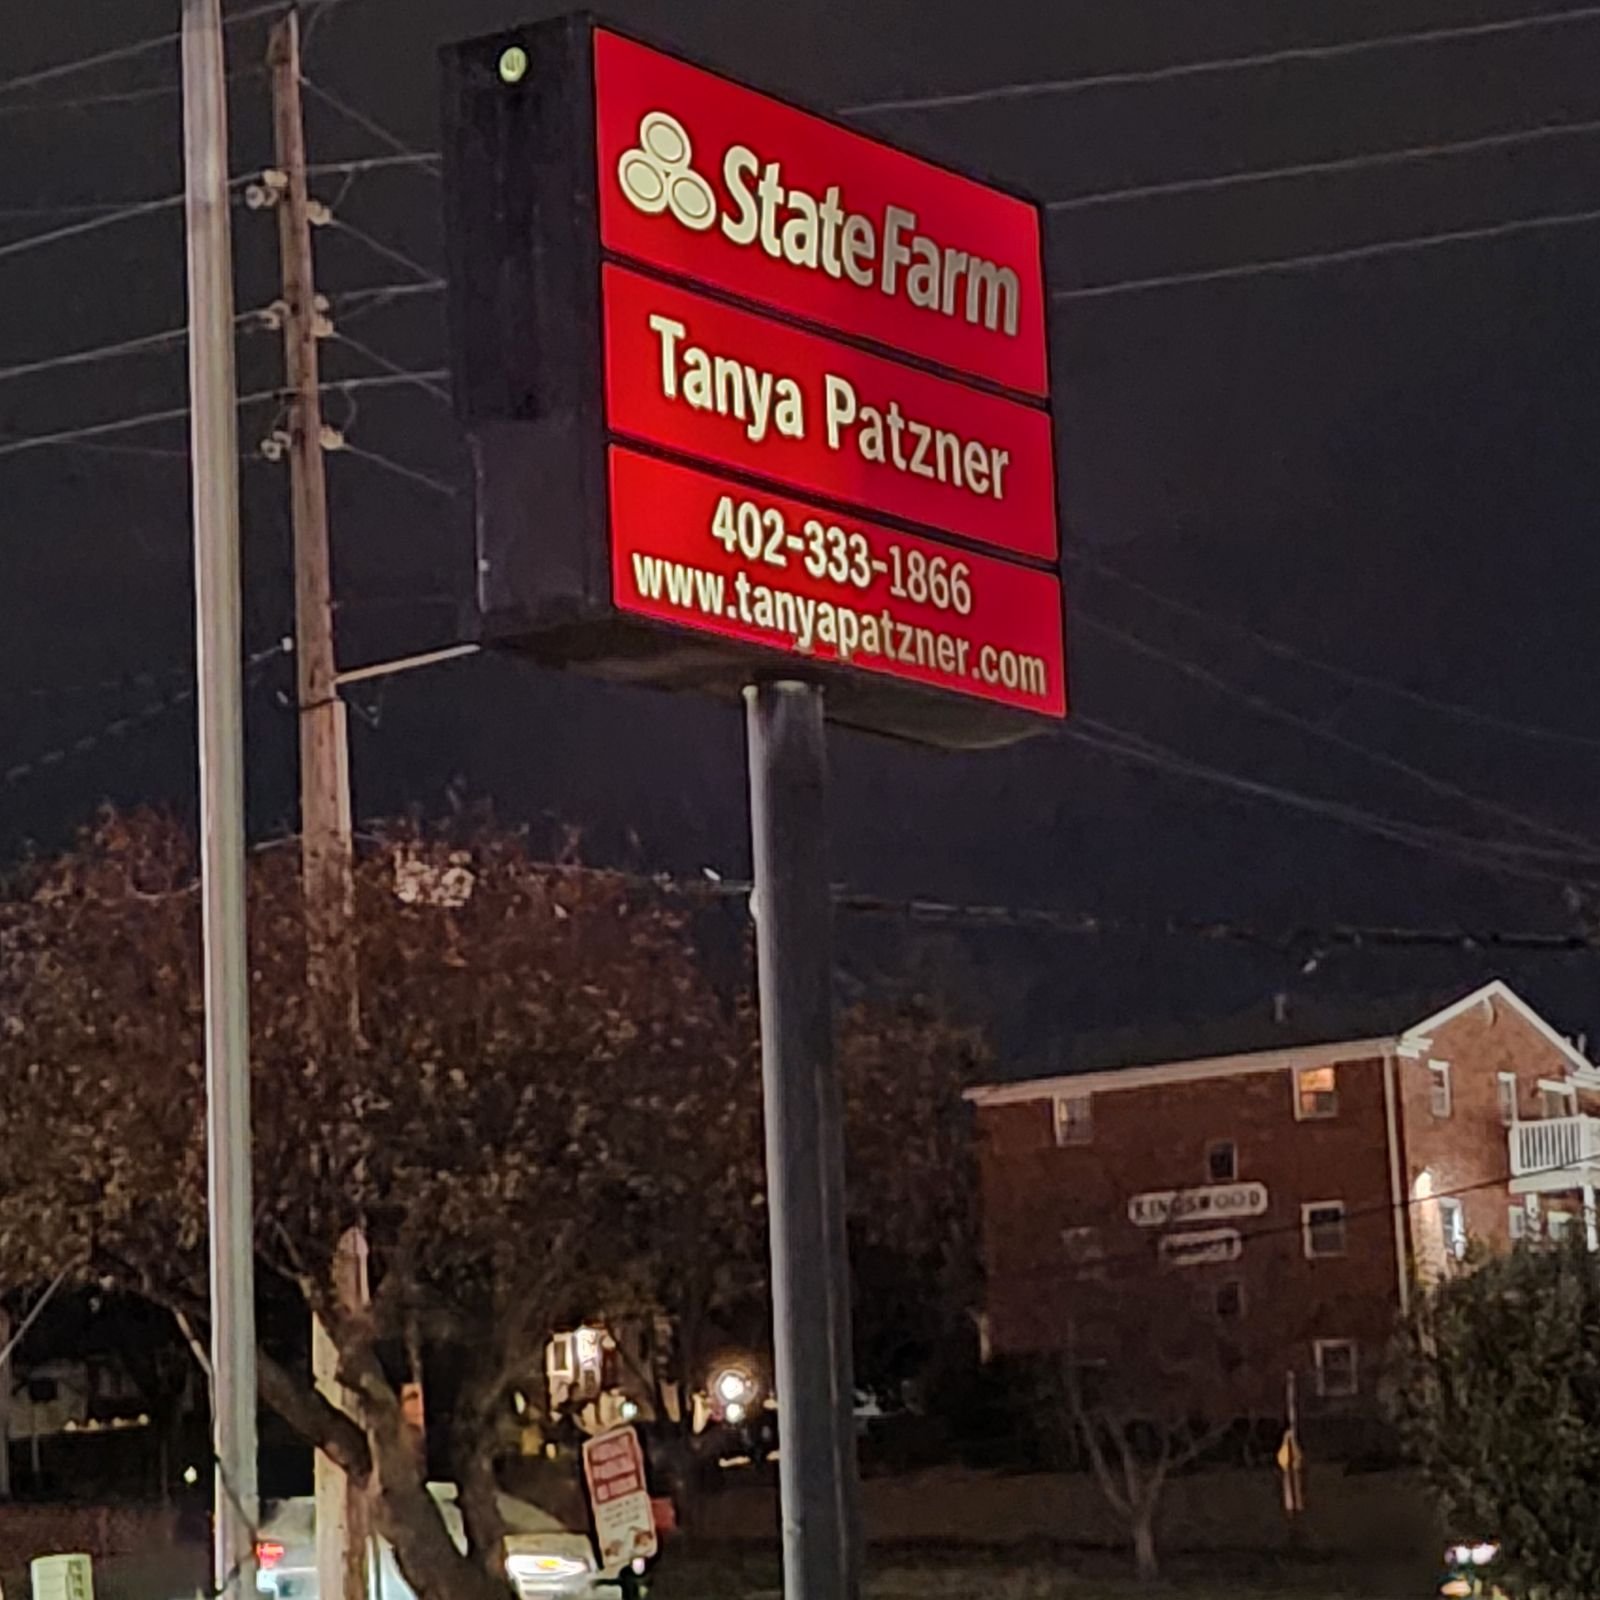 State Farm
Tanya Patzner
402-333-1866
www.tanyapatzner.com
KINGSWOOD